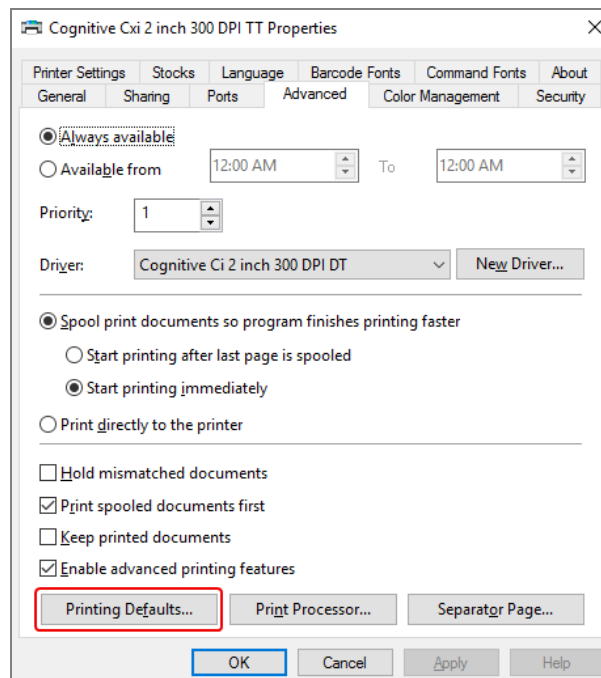 Cognitive Cxi 2 inch 300 DPI TT Properties
Printer Settings Stocks Language Barcode Fonts Command Fonts About
General Sharing Ports Advanced Color Management Security
Always available
Available from 12:00 AM To 12:00 AM
Priority: 1
Driver: Cognitive Ci 2 inch 300 DPI DT New Driver...
Spool print documents so program finishes printing faster
Start printing after last page is spooled
Start printing immediately
Print directly to the printer
Hold mismatched documents
Print spooled documents first
Keep printed documents
Enable advanced printing features
Printing Defaults... Print Processor... Separator Page...
OK Cancel Apply Help